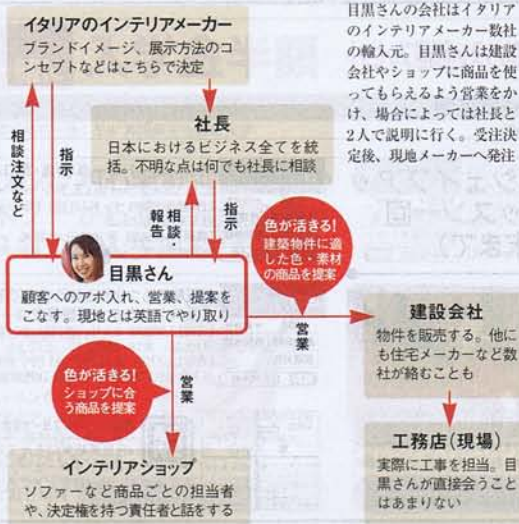 イタリアのインテリアメーカー
ブランドイメージ、展示方法のコ
ンセプトなどはこちらで決定
目黒さんの会社はイタリア
のインテリアメーカー数社
の輸入元。目黒さんは建設
会社やショップに商品を使
ってもらえるよう営業をか
け、場合によっては社長と
2人で説明に行く。受注決
定後、現地メーカーへ発注
社長
日本におけるビジネス全てを統
括。不明な点は何でも社長に相談
相談注文など
指示
相談・
報告
指示
色が活きる!
建築物件に適
した色・素材
の商品を提案
目黒さん
顧客へのアポ入れ、営業、提案を
こなす。現地とは英語でやり取り
営業
建設会社
物件を販売する。他に
も住宅メーカーなど数
社が絡むことも
色が活きる!
ショップに合
う商品を提案
営業
工務店(現場)
実際に工事を担当。目
黒さんが直接会うこと
はあまりない
インテリアショップ
ソファーなど商品ごとの担当者
や、決定権を持つ責任者と話をする